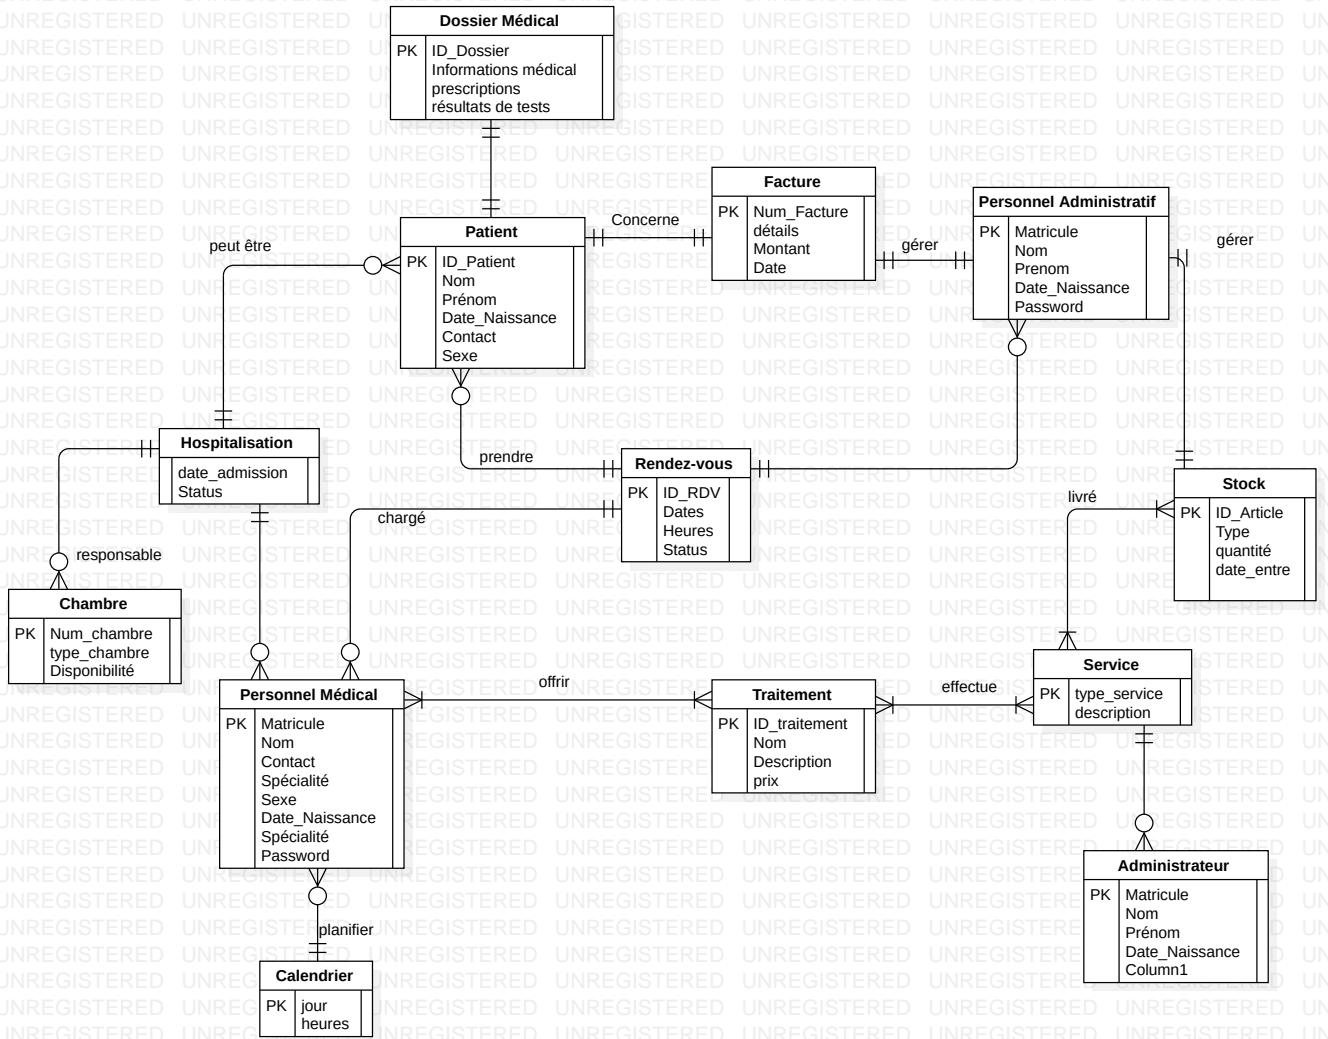 Dossier Médical
PK ID_Dossier
Informations médical
prescriptions
résultats de tests
Facture
PK Num_Facture
détails
Montant
Date
Personnel Administratif
PK Matricule
Nom
Prenom
Date_Naissance
Password
Concerne
gérer
gérer
peut être
Patient
PK ID_Patient
Nom
Prénom
Date_Naissance
Contact
Sexe
Hospitalisation
date_admission
Status
prendre
Rendez-vous
PK ID_RDV
Dates
Heures
Status
chargé
livré
Stock
PK ID_Article
Type
quantité
date_entre
responsable
Chambre
PK Num_chambre
type_chambre
Disponibilité
Personnel Médical
PK Matricule
Nom
Contact
Spécialité
Sexe
Date_Naissance
Spécialité
Password
offrir
Traitement
PK ID_traitement
Nom
Description
prix
effectue
Service
PK type_service
description
Administrateur
PK Matricule
Nom
Prénom
Date_Naissance
Column1
planifier
Calendrier
PK jour
heures
UNREGISTERED